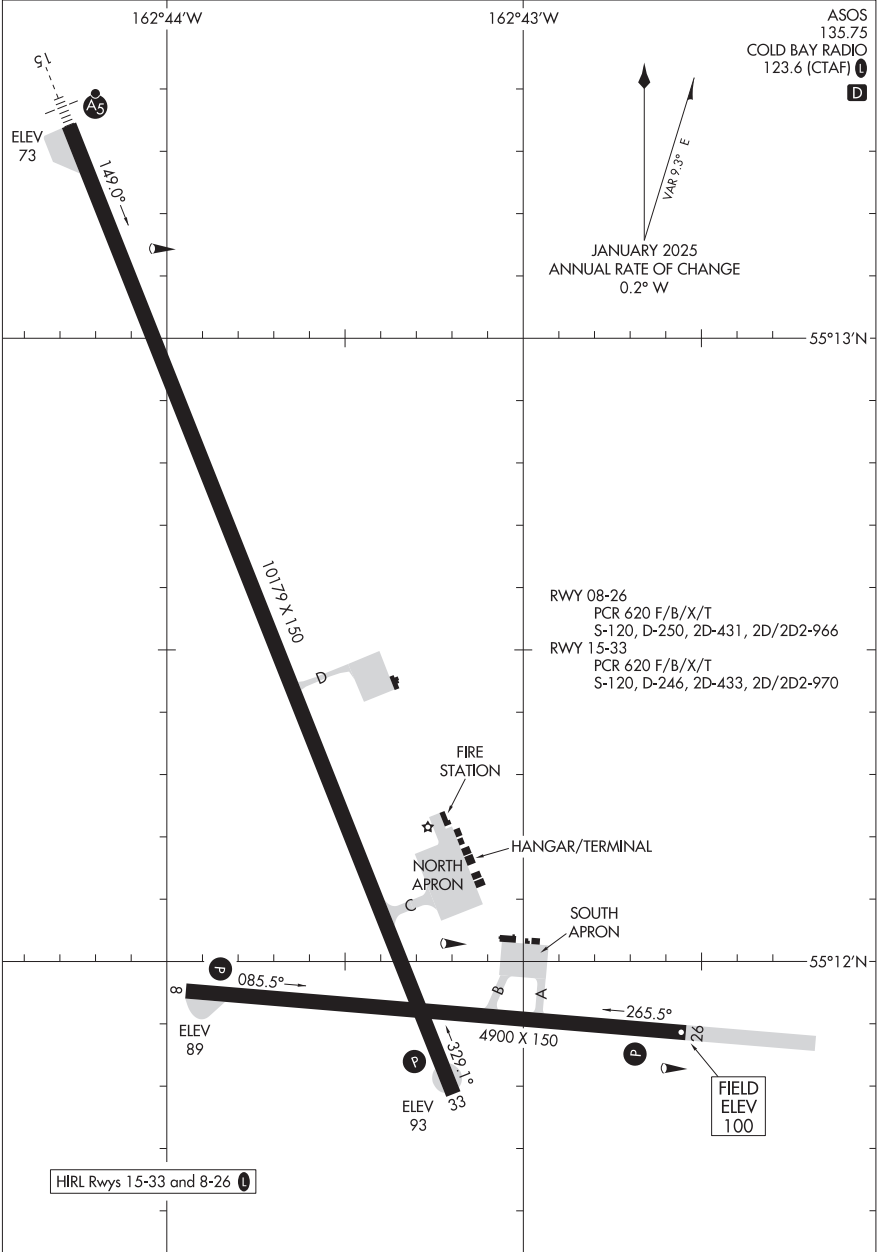 162°44'W
162°43'W
ASOS
135.75
COLD BAY RADIO
123.6 (CTAF) L
D
15
A5
ELEV
73
149.0°
VAR 9.3° E
JANUARY 2025
ANNUAL RATE OF CHANGE
0.2° W
55°13'N
10179 X 150
RWY 08-26
PCR 620 F/B/X/T
S-120, D-250, 2D-431, 2D/2D2-966
RWY 15-33
PCR 620 F/B/X/T
S-120, D-246, 2D-433, 2D/2D2-970
D
FIRE
STATION
HANGAR/TERMINAL
NORTH
APRON
C
SOUTH
APRON
55°12'N
P
8
085.5°
B
A
265.5°
26
ELEV
89
4900 X 150
P
329.1°
P
33
ELEV
93
FIELD
ELEV
100
HIRL Rwys 15-33 and 8-26 L